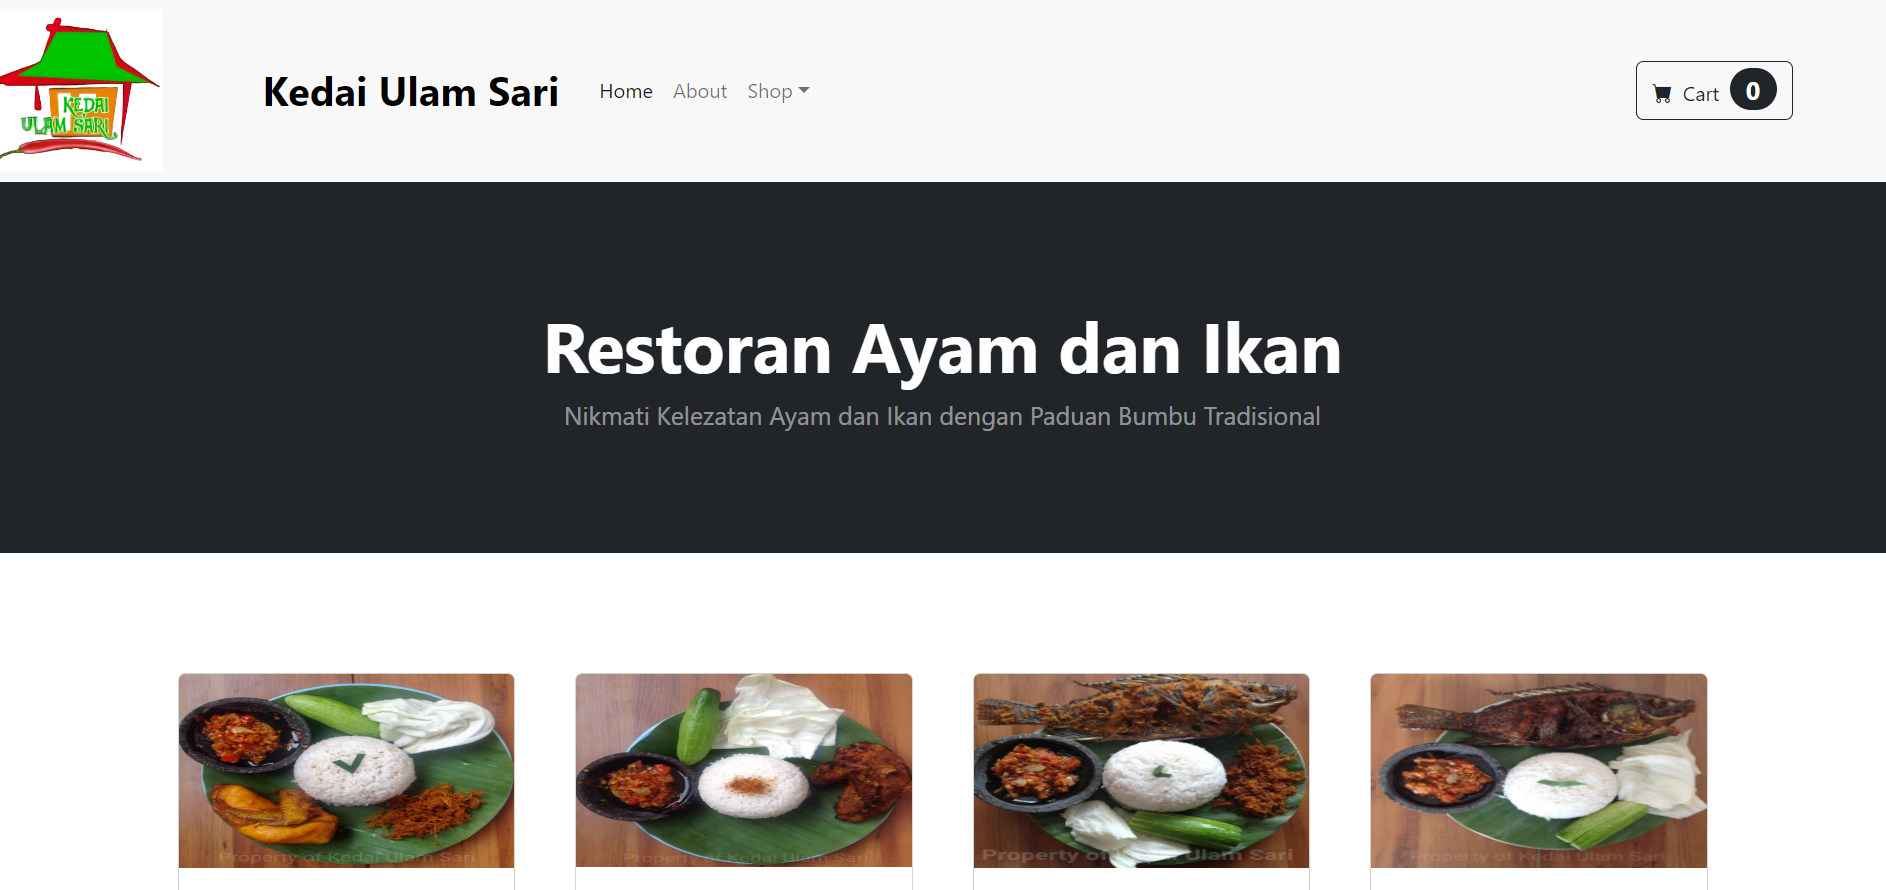 KEDAI
ULAM SARI
Kedai Ulam Sari
Home
About
Shop
Cart 0
Restoran Ayam dan Ikan
Nikmati Kelezatan Ayam dan Ikan dengan Paduan Bumbu Tradisional
Property of Kedai Ulam Sari
Property of Kedai Ulam Sari
Property of Ulam Sari
Property of Kedai Ulam Sari